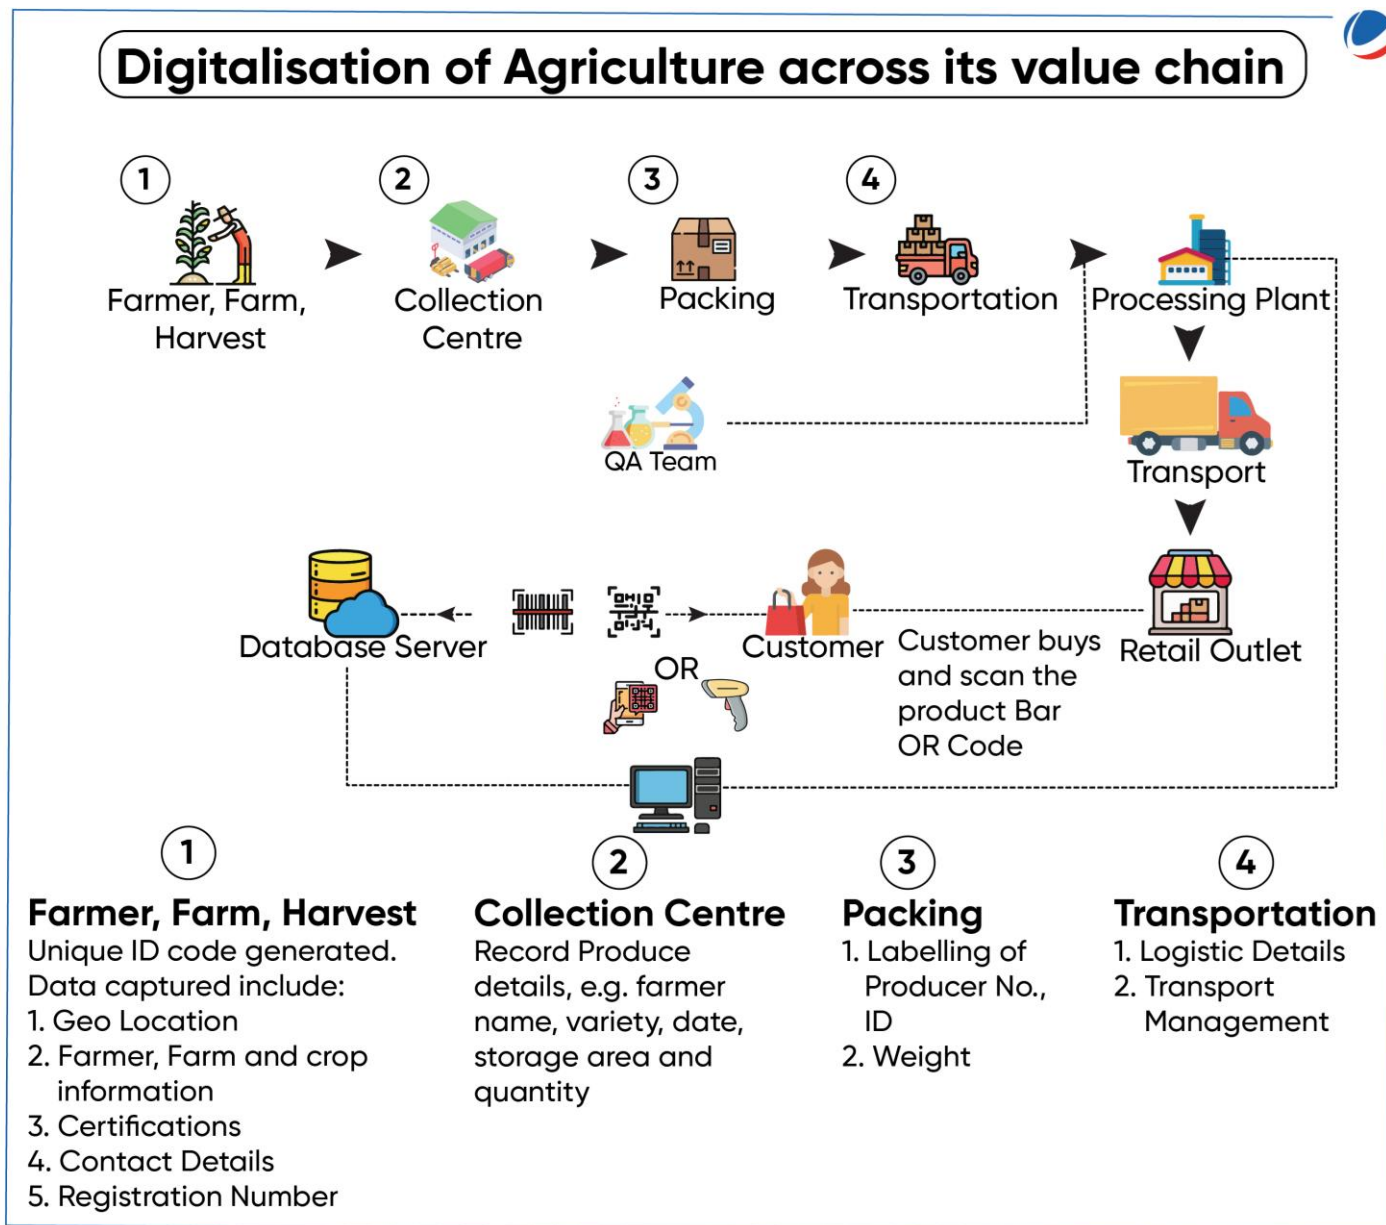 Digitalisation of Agriculture across its value chain
1
2
3
4
Farmer, Farm,
Harvest
Collection
Centre
Packing
Transportation
Processing Plant
QA Team
Transport
Database Server
OR
Customer
Customer buys
and scan the
product Bar
OR Code
Retail Outlet
1
Farmer, Farm, Harvest
Unique ID code generated.
Data captured include:
1. Geo Location
2. Farmer, Farm and crop
information
3. Certifications
4. Contact Details
5. Registration Number
2
Collection Centre
Record Produce
details, e.g. farmer
name, variety, date,
storage area and
quantity
3
Packing
1. Labelling of
Producer No.,
ID
2. Weight
4
Transportation
1. Logistic Details
2. Transport
Management